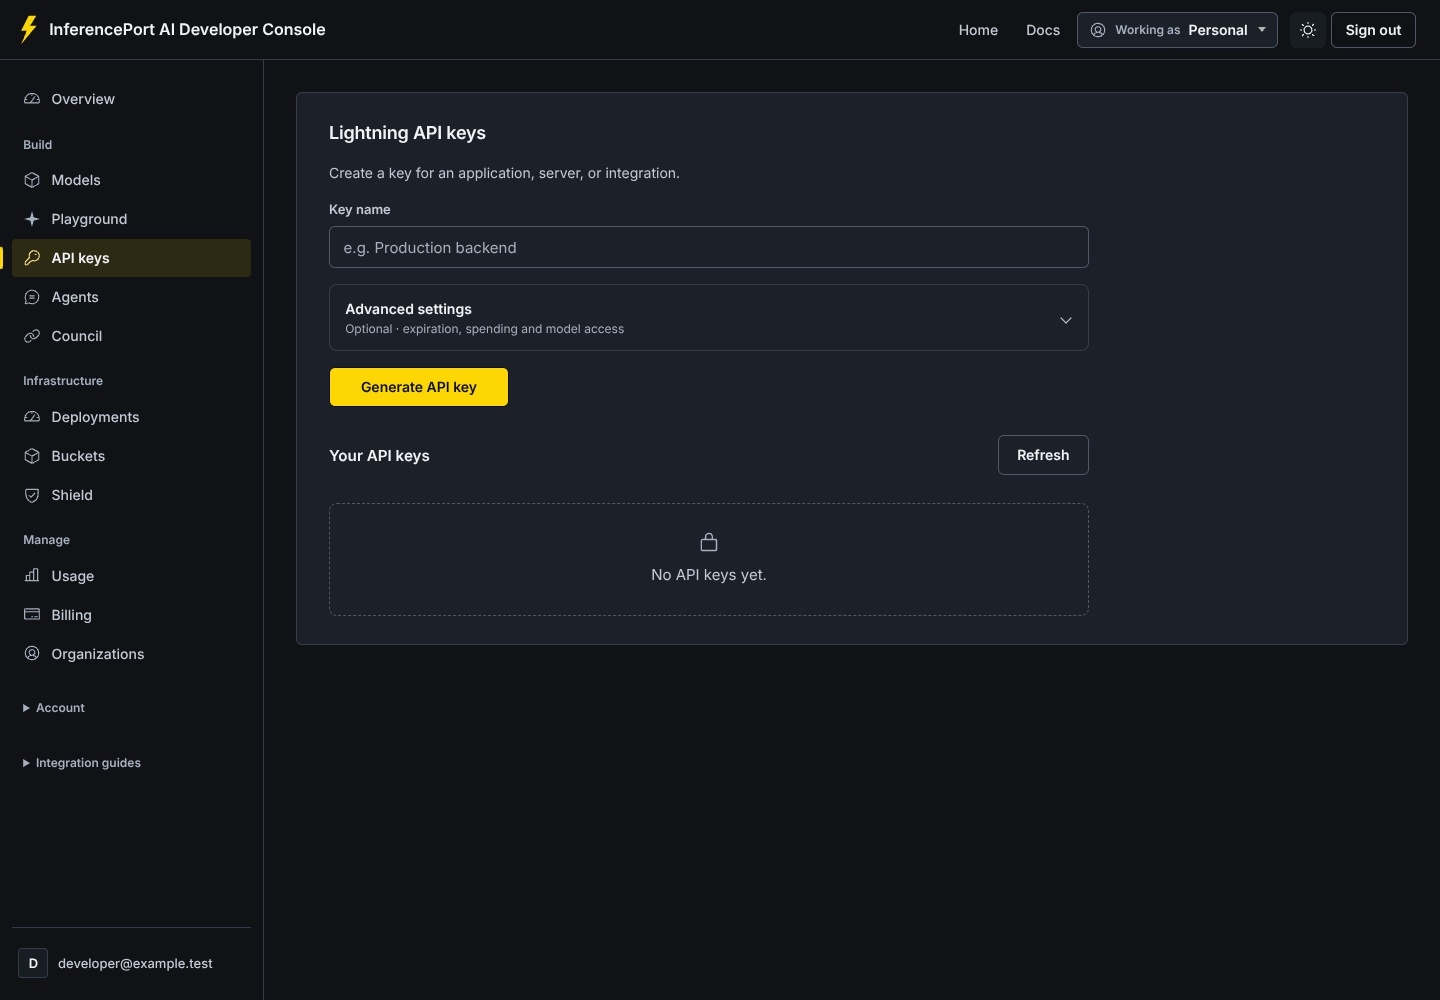 InferencePort AI Developer Console
Home
Docs
Working as Personal
Sign out
Overview
Build
Models
Playground
API keys
Agents
Council
Infrastructure
Deployments
Buckets
Shield
Manage
Usage
Billing
Organizations
Account
Integration guides
D
developer@example.test
Lightning API keys
Create a key for an application, server, or integration.
Key name
e.g. Production backend
Advanced settings
Optional · expiration, spending and model access
Generate API key
Your API keys
Refresh
No API keys yet.